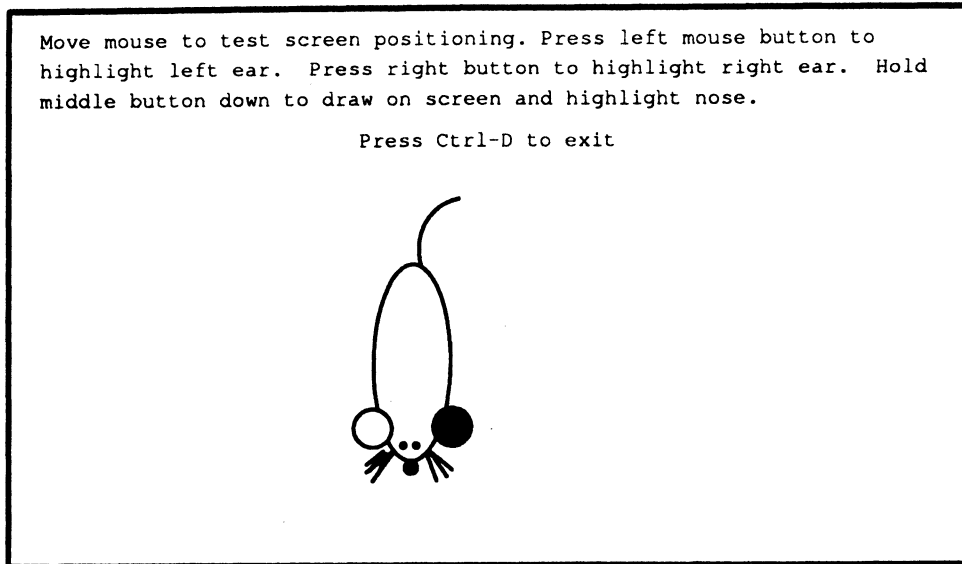 Move mouse to test screen positioning. Press left mouse button to
highlight left ear.  Press right button to highlight right ear.  Hold
middle button down to draw on screen and highlight nose.
Press Ctrl-D to exit